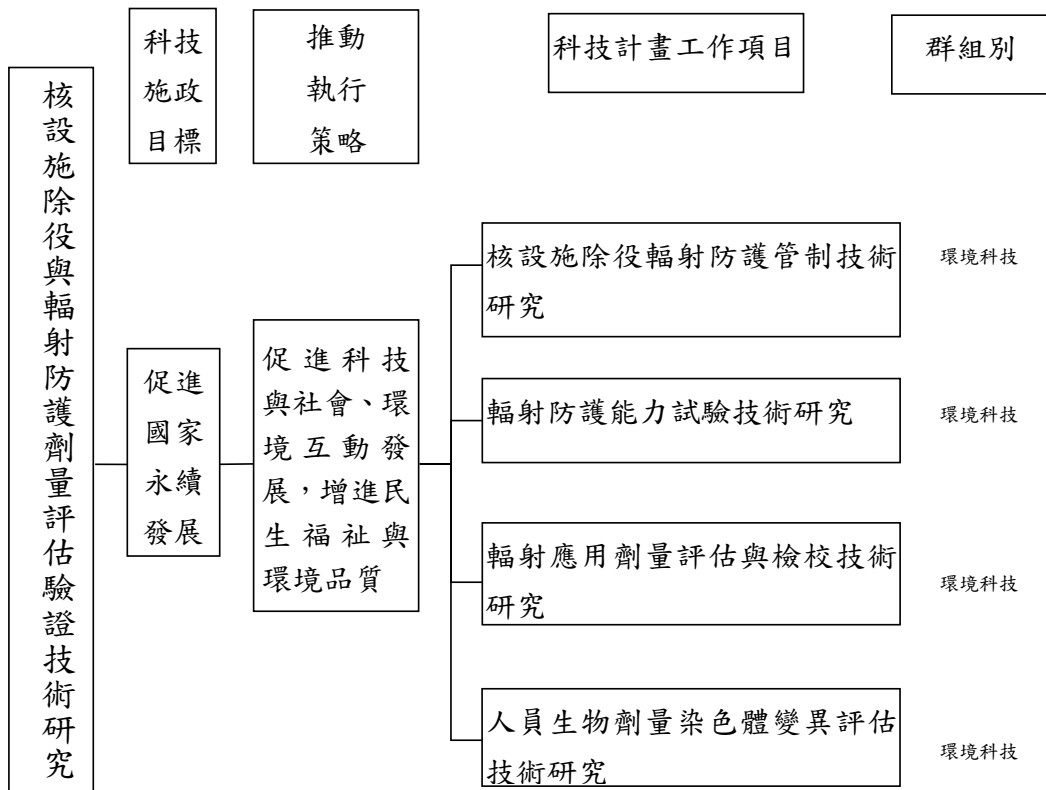 核設施除役與輻射防護劑量評估驗證技術研究
科技
施政
目標
推動
執行
策略
科技計畫工作項目
群組別
促進
國家
永續
發展
促進科技
與社會、環
境互動發
展，增進民
生福祉與
環境品質
核設施除役輻射防護管制技術
研究
環境科技
輻射防護能力試驗技術研究
環境科技
輻射應用劑量評估與檢校技術
研究
環境科技
人員生物劑量染色體變異評估
技術研究
環境科技